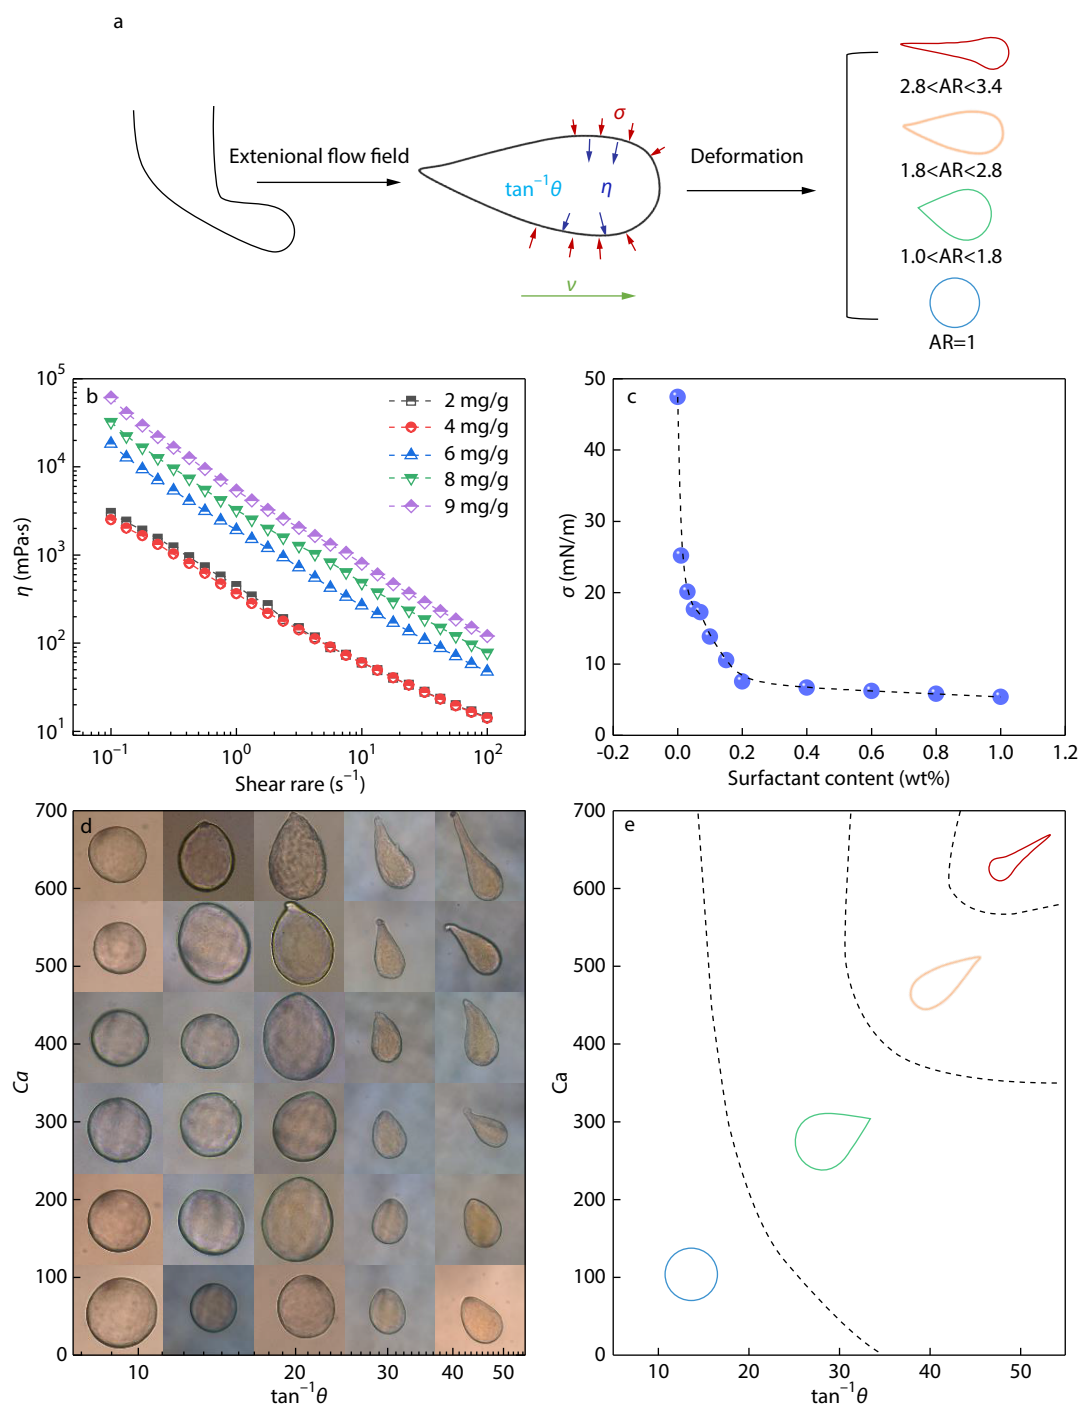 a
σ
2.8<AR<3.4
Extenional flow field
Deformation
tan⁻¹θ
η
1.8<AR<2.8
1.0<AR<1.8
ν
AR=1
b
10⁵
10⁴
10³
10²
10¹
η (mPa·s)
2 mg/g
4 mg/g
6 mg/g
8 mg/g
9 mg/g
10⁻¹ 10⁰ 10¹ 10²
Shear rare (s⁻¹)
c
50
40
30
20
10
0
σ (mN/m)
-0.2 0.0 0.2 0.4 0.6 0.8 1.0 1.2
Surfactant content (wt%)
d
700
600
500
400
300
200
100
0
Ca
10 20 30 40 50
tan⁻¹θ
e
700
600
500
400
300
200
100
0
Ca
10 20 30 40 50
tan⁻¹θ